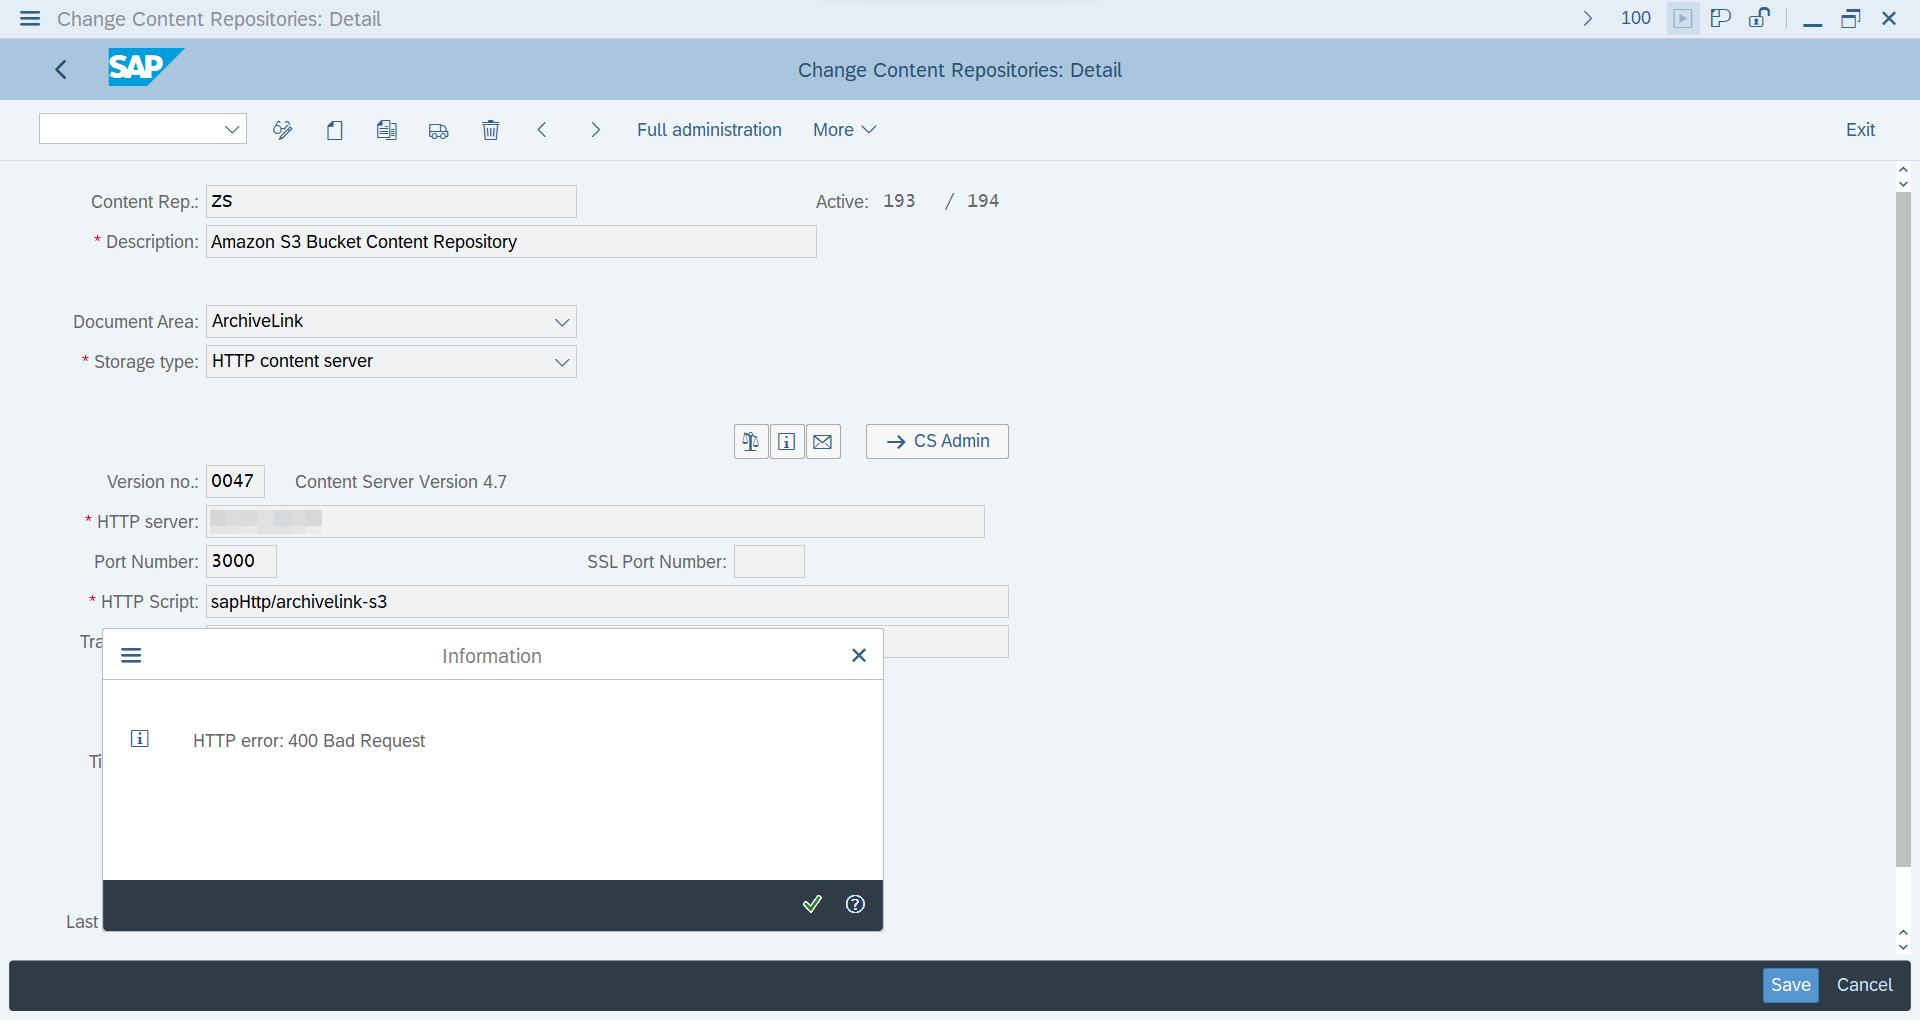 Change Content Repositories: Detail
100
SAP
Change Content Repositories: Detail
Full administration
More
Exit
Content Rep.: ZS
Active: 193 / 194
* Description: Amazon S3 Bucket Content Repository
Document Area: ArchiveLink
* Storage type: HTTP content server
CS Admin
Version no.: 0047 Content Server Version 4.7
* HTTP server:
Port Number: 3000
SSL Port Number:
* HTTP Script: sapHttp/archivelink-s3
Tra
Information
HTTP error: 400 Bad Request
Ti
Last
Save
Cancel